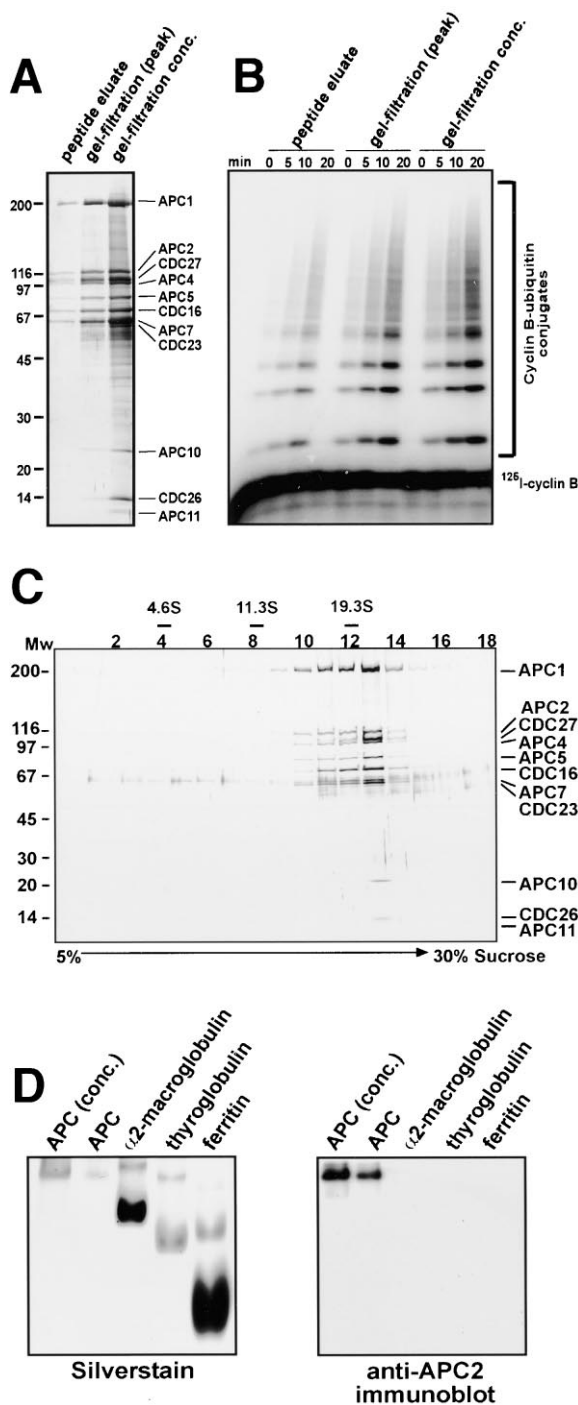 A
peptide eluate
gel-filtration (peak)
gel-filtration conc.
200
116
97
67
45
30
20
14
APC1
APC2
CDC27
APC4
APC5
CDC16
APC7
CDC23
APC10
CDC26
APC11
B
peptide eluate
gel-filtration (peak)
gel-filtration conc.
min 0 5 10 20 0 5 10 20 0 5 10 20
Cyclin B-ubiquitin
conjugates
125I-cyclin B
C
4.6S 11.3S 19.3S
Mw 2 4 6 8 10 12 14 16 18
200
116
97
67
45
30
20
14
APC1
APC2
CDC27
APC4
APC5
CDC16
APC7
CDC23
APC10
CDC26
APC11
5% 30% Sucrose
D
APC (conc.)
APC
α2-macroglobulin
thyroglobulin
ferritin
Silverstain
APC (conc.)
APC
α2-macroglobulin
thyroglobulin
ferritin
anti-APC2
immunoblot